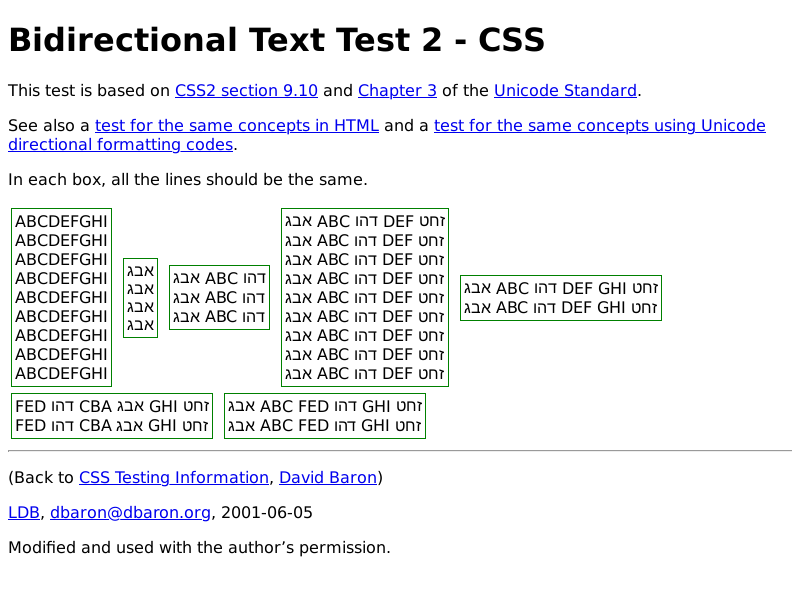 Bidirectional Text Test 2 - CSS
This test is based on CSS2 section 9.10 and Chapter 3 of the Unicode Standard.
See also a test for the same concepts in HTML and a test for the same concepts using Unicode
directional formatting codes.
In each box, all the lines should be the same.
ABCDEFGHI
ABCDEFGHI
ABCDEFGHI
ABCDEFGHI
ABCDEFGHI
ABCDEFGHI
ABCDEFGHI
ABCDEFGHI
ABCDEFGHI
אבג
אבג
אבג
אבג
אבג ABC דהו
אבג ABC דהו
אבג ABC דהו
אבג ABC דהו DEF זחט
אבג ABC דהו DEF זחט
אבג ABC דהו DEF זחט
אבג ABC דהו DEF זחט
אבג ABC דהו DEF זחט
אבג ABC דהו DEF זחט
אבג ABC דהו DEF זחט
אבג ABC דהו DEF זחט
אבג ABC דהו DEF זחט
אבג ABC דהו DEF GHI זחט
אבג ABC דהו DEF GHI זחט
FED דהו CBA אבג GHI זחט
FED דהו CBA אבג GHI זחט
אבג ABC FED דהו GHI זחט
אבג ABC FED דהו GHI זחט
(Back to CSS Testing Information, David Baron)
LDB, dbaron@dbaron.org, 2001-06-05
Modified and used with the author’s permission.